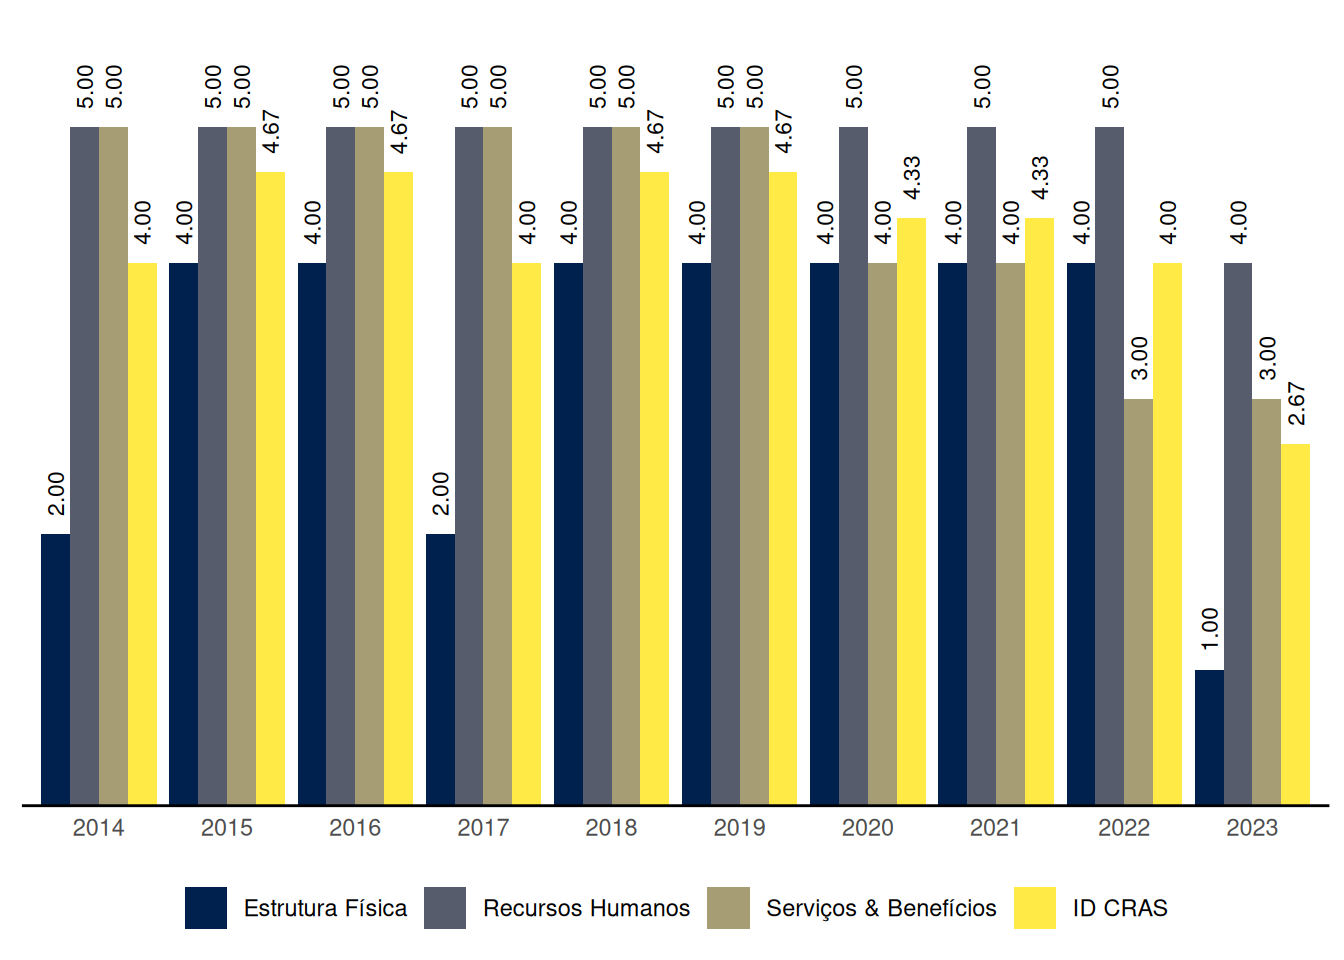 5.00 5.00 5.00 5.00 5.00 5.00 5.00 5.00 5.00 5.00 5.00 5.00 5.00 5.00 5.00
4.67 4.67 4.67 4.67
4.33 4.33
4.00 4.00 4.00 4.00 4.00 4.00 4.00 4.00 4.00 4.00 4.00 4.00 4.00
3.00 3.00
2.67
2.00 2.00
1.00
2014 2015 2016 2017 2018 2019 2020 2021 2022 2023
Estrutura Física Recursos Humanos Serviços & Benefícios ID CRAS